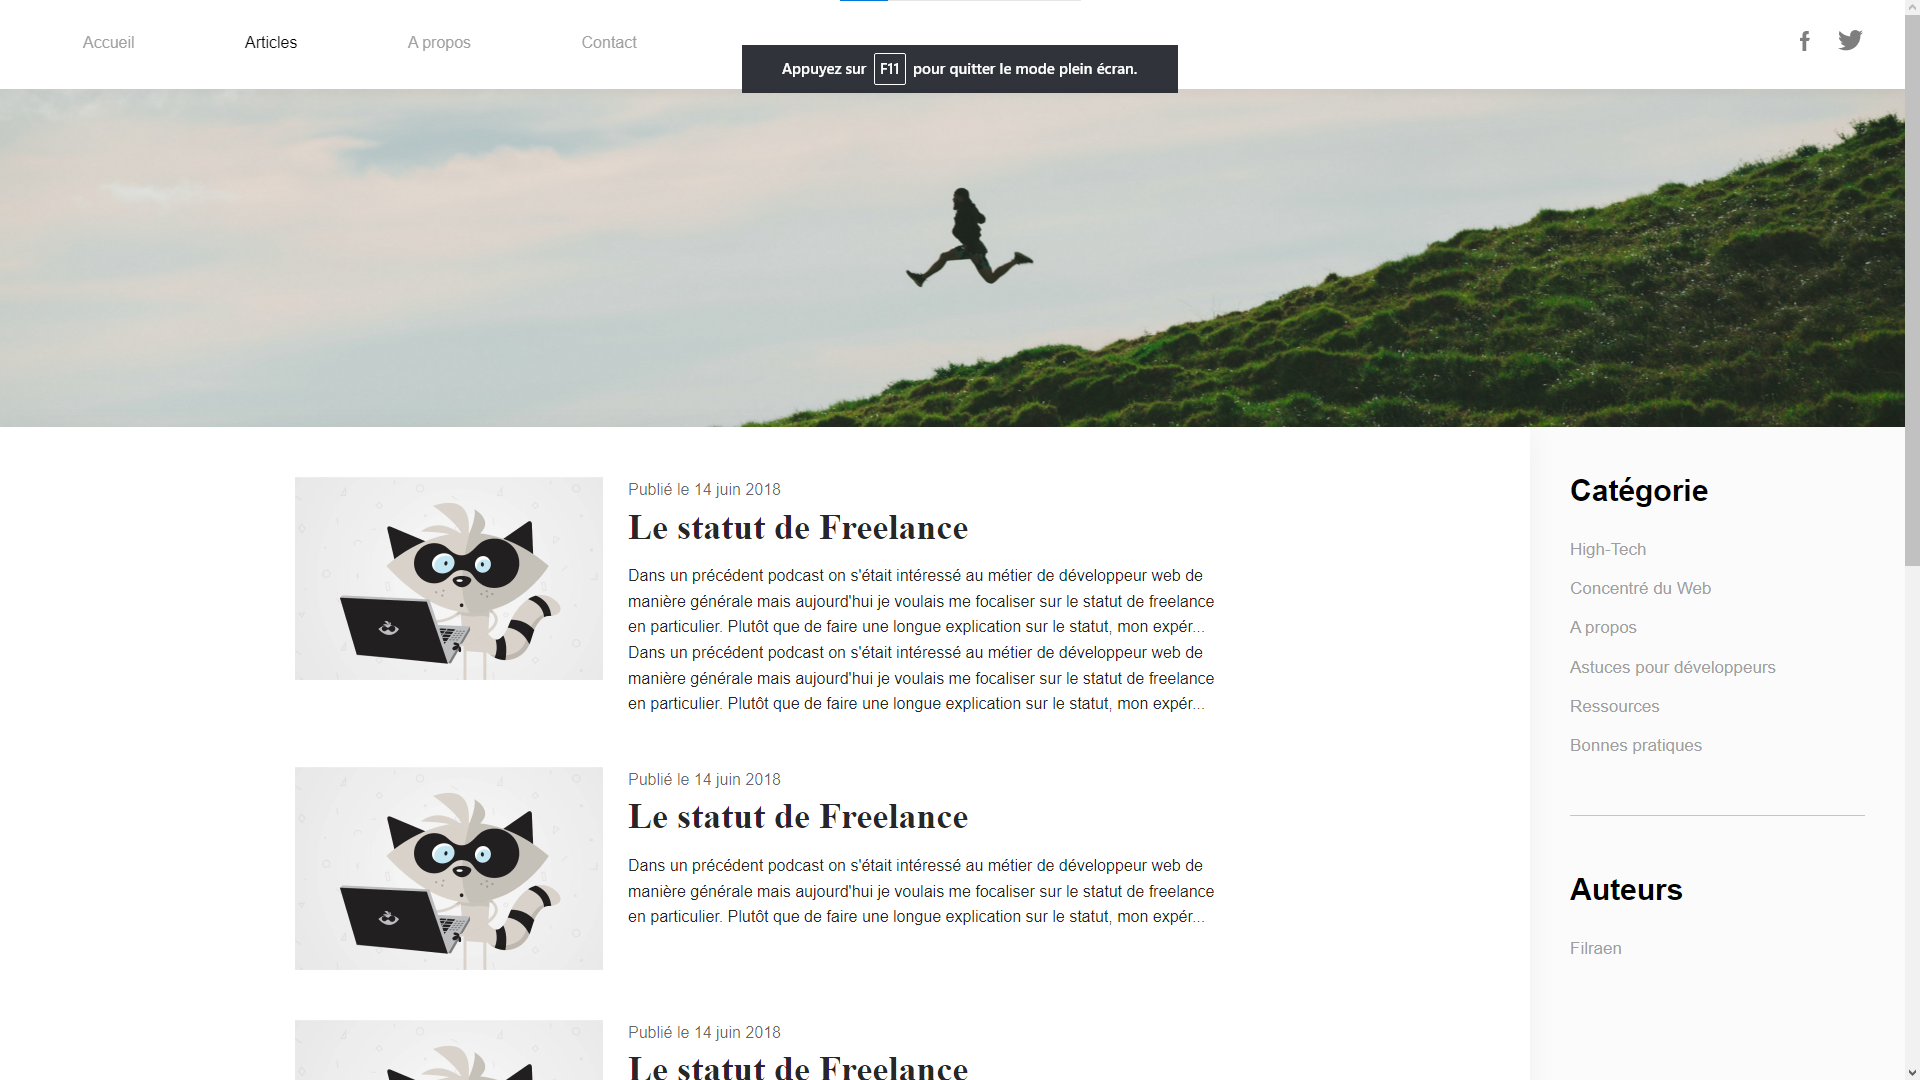 Accueil
Articles
A propos
Contact
Appuyez sur F11 pour quitter le mode plein écran.
Publié le 14 juin 2018
Le statut de Freelance
Dans un précédent podcast on s'était intéressé au métier de développeur web de
manière générale mais aujourd'hui je voulais me focaliser sur le statut de freelance
en particulier. Plutôt que de faire une longue explication sur le statut, mon expér...
Dans un précédent podcast on s'était intéressé au métier de développeur web de
manière générale mais aujourd'hui je voulais me focaliser sur le statut de freelance
en particulier. Plutôt que de faire une longue explication sur le statut, mon expér...
Publié le 14 juin 2018
Le statut de Freelance
Dans un précédent podcast on s'était intéressé au métier de développeur web de
manière générale mais aujourd'hui je voulais me focaliser sur le statut de freelance
en particulier. Plutôt que de faire une longue explication sur le statut, mon expér...
Publié le 14 juin 2018
Le statut de Freelance
Catégorie
High-Tech
Concentré du Web
A propos
Astuces pour développeurs
Ressources
Bonnes pratiques
Auteurs
Filraen